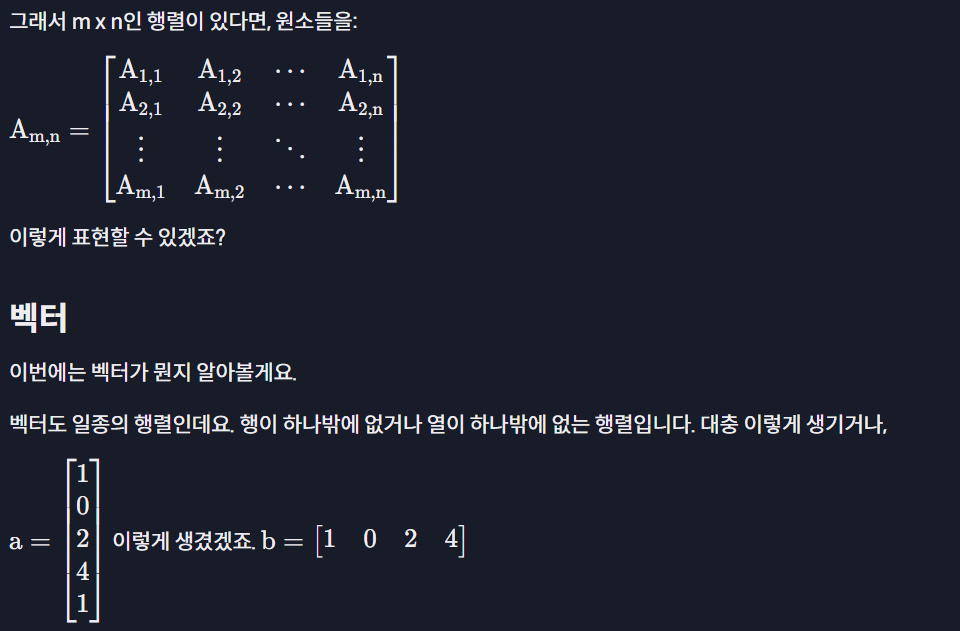 그래서 m x n인 행렬이 있다면, 원소들을:
A_{m,n} = \begin{bmatrix} A_{1,1} & A_{1,2} & \cdots & A_{1,n} \\ A_{2,1} & A_{2,2} & \cdots & A_{2,n} \\ \vdots & \vdots & \ddots & \vdots \\ A_{m,1} & A_{m,2} & \cdots & A_{m,n} \end{bmatrix}
이렇게 표현할 수 있겠죠?
벡터
이번에는 벡터가 뭔지 알아볼게요.
벡터도 일종의 행렬인데요. 행이 하나밖에 없거나 열이 하나밖에 없는 행렬입니다. 대충 이렇게 생기거나,
a = \begin{bmatrix} 1 \\ 0 \\ 2 \\ 4 \\ 1 \end{bmatrix} 이렇게 생겼겠죠. b = [1 0 2 4]